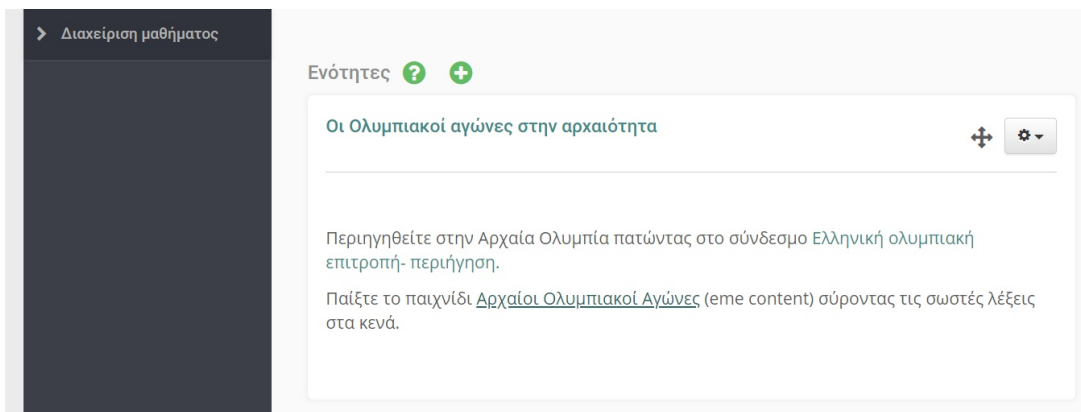 Διαχείριση μαθήματος
Ενότητες
Οι Ολυμπιακοί αγώνες στην αρχαιότητα
Περιηγηθείτε στην Αρχαία Ολυμπία πατώντας στο σύνδεσμο Ελληνική ολυμπιακή
επιτροπή- περιήγηση.
Παίξτε το παιχνίδι Αρχαίοι Ολυμπιακοί Αγώνες (eme content) σύροντας τις σωστές λέξεις
στα κενά.